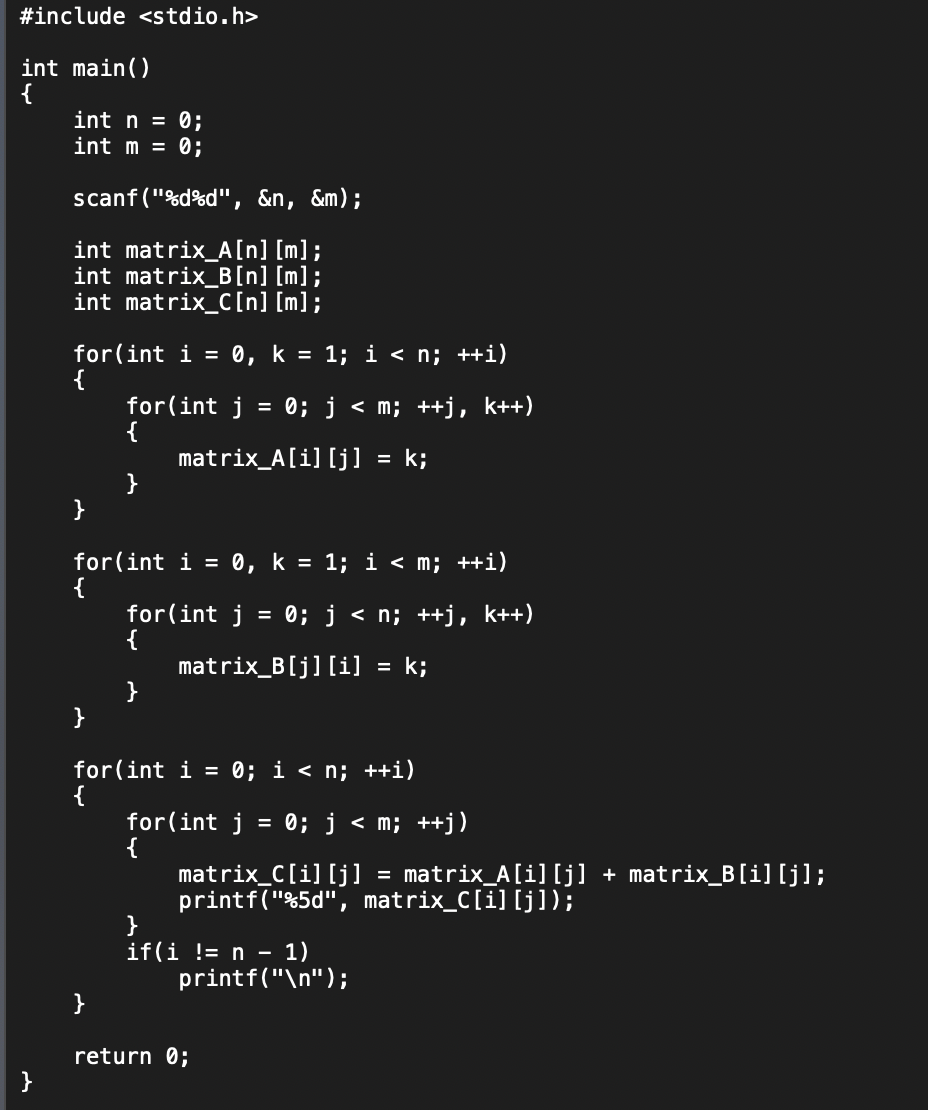 #include <stdio.h>

int main()
{
    int n = 0;
    int m = 0;

    scanf("%d%d", &n, &m);

    int matrix_A[n][m];
    int matrix_B[n][m];
    int matrix_C[n][m];

    for(int i = 0, k = 1; i < n; ++i)
    {
        for(int j = 0; j < m; ++j, k++)
        {
            matrix_A[i][j] = k;
        }
    }

    for(int i = 0, k = 1; i < m; ++i)
    {
        for(int j = 0; j < n; ++j, k++)
        {
            matrix_B[j][i] = k;
        }
    }

    for(int i = 0; i < n; ++i)
    {
        for(int j = 0; j < m; ++j)
        {
            matrix_C[i][j] = matrix_A[i][j] + matrix_B[i][j];
            printf("%5d", matrix_C[i][j]);
        }
        if(i != n - 1)
            printf("\n");
    }

    return 0;
}